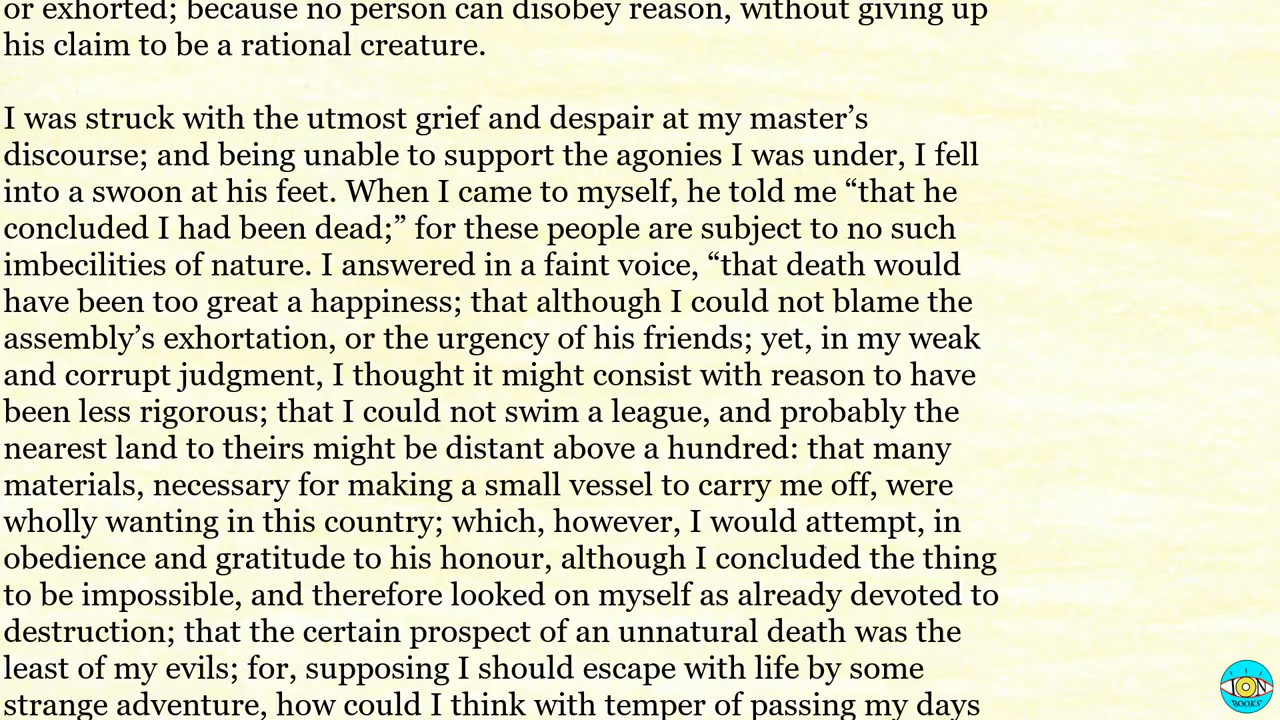 or exhorted; because no person can disobey reason, without giving up
his claim to be a rational creature.
I was struck with the utmost grief and despair at my master’s
discourse; and being unable to support the agonies I was under, I fell
into a swoon at his feet. When I came to myself, he told me “that he
concluded I had been dead;” for these people are subject to no such
imbecilities of nature. I answered in a faint voice, “that death would
have been too great a happiness; that although I could not blame the
assembly’s exhortation, or the urgency of his friends; yet, in my weak
and corrupt judgment, I thought it might consist with reason to have
been less rigorous; that I could not swim a league, and probably the
nearest land to theirs might be distant above a hundred: that many
materials, necessary for making a small vessel to carry me off, were
wholly wanting in this country; which, however, I would attempt, in
obedience and gratitude to his honour, although I concluded the thing
to be impossible, and therefore looked on myself as already devoted to
destruction; that the certain prospect of an unnatural death was the
least of my evils; for, supposing I should escape with life by some
strange adventure, how could I think with temper of passing my days
ION
BOOKS